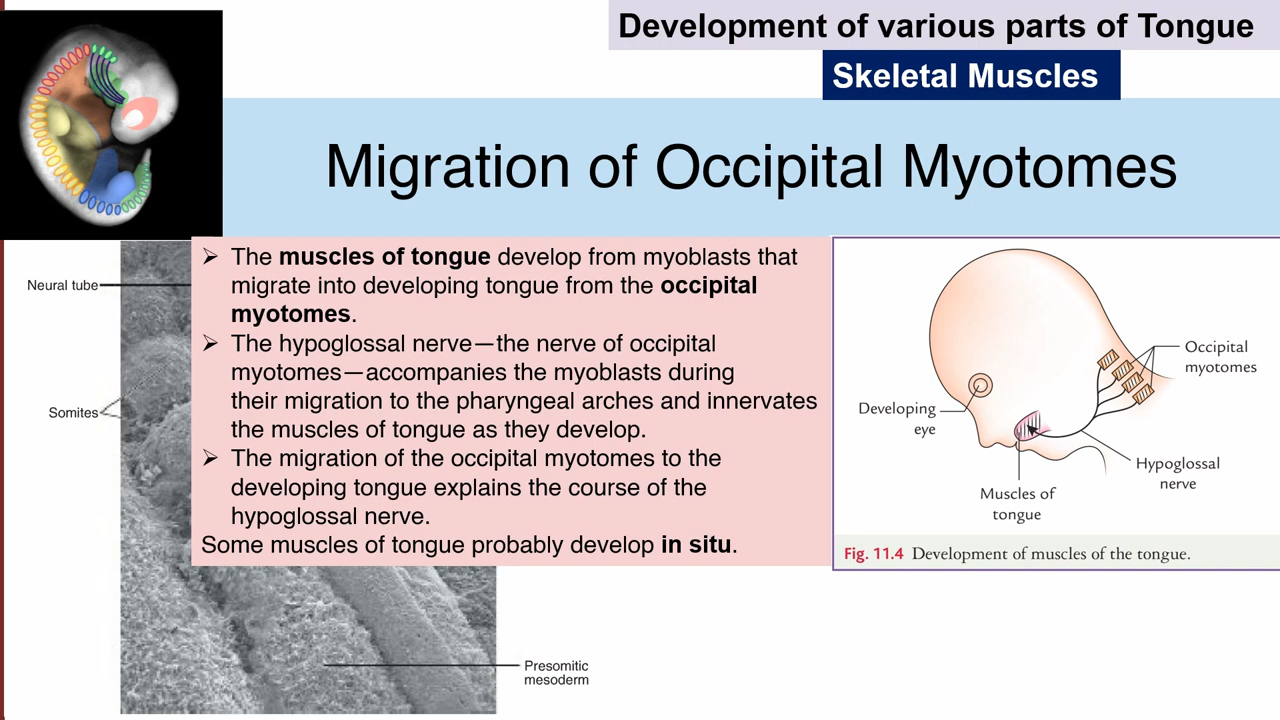 Development of various parts of Tongue
Skeletal Muscles
Migration of Occipital Myotomes
Neural tube
Somites
➢ The muscles of tongue develop from myoblasts that
migrate into developing tongue from the occipital
myotomes.
➢ The hypoglossal nerve—the nerve of occipital
myotomes—accompanies the myoblasts during
their migration to the pharyngeal arches and innervates
the muscles of tongue as they develop.
➢ The migration of the occipital myotomes to the
developing tongue explains the course of the
hypoglossal nerve.
Some muscles of tongue probably develop in situ.
Presomitic
mesoderm
Occipital
myotomes
Developing
eye
Hypoglossal
nerve
Muscles of
tongue
Fig. 11.4 Development of muscles of the tongue.